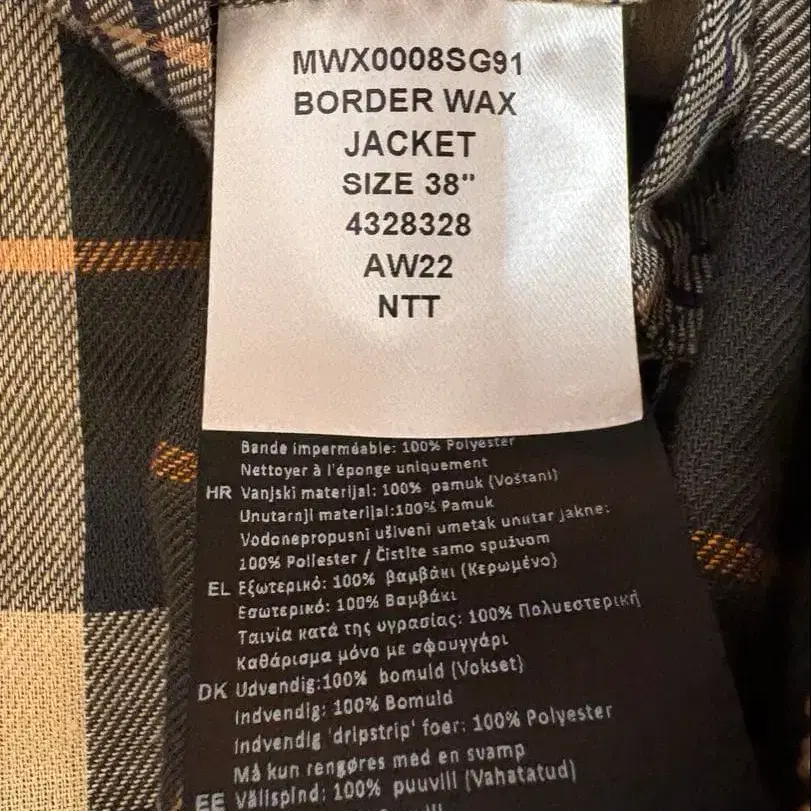 MWX0008SG91
BORDER WAX
JACKET
SIZE 38"
4328328
AW22
NTT
Bande imperméable: 100% Polyester
Nettoyer à l'éponge uniquement
HR Vanjski materijal: 100% pamuk (Voštani)
Unutarnji materijal:100% Pamuk
Vodonepropusni ušiveni umetak unutar jakne:
100% Poliester / Čistite samo spužvom
EL Εξωτερικό: 100% βαμβάκι (Κερωμένο)
Εσωτερικό: 100% Βαμβάκι
Ταινία κατά της υγρασίας: 100% Πολυεστερική
Καθάρισμα μόνο με σφουγγάρι
DK Udvendig:100% bomuld (Vokset)
Indvendig: 100% Bomuld
Indvendig 'dripstrip' foer: 100% Polyester
Må kun rengøres med en svamp
EE Välispind: 100% puuvill (Vahatatud)